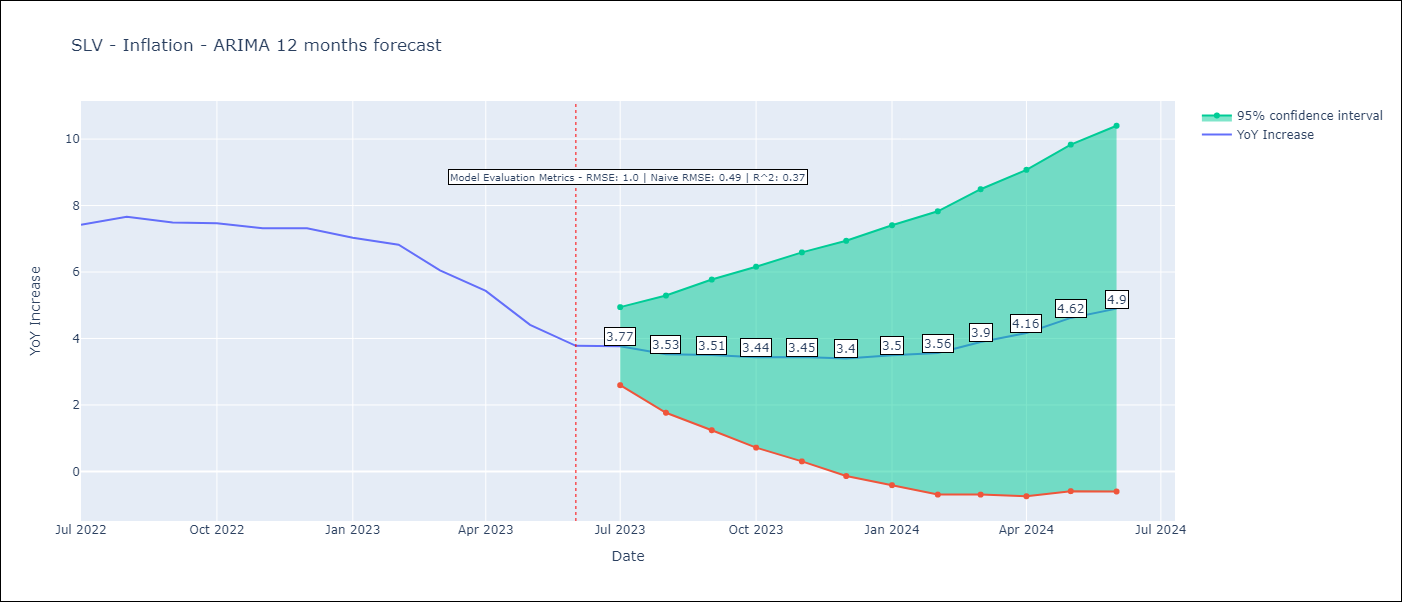 SLV - Inflation - ARIMA 12 months forecast
95% confidence interval
YoY Increase
Model Evaluation Metrics - RMSE: 1.0 | Naive RMSE: 0.49 | R^2: 0.37
YoY Increase
10
8
6
4
2
0
3.77
3.53
3.51
3.44
3.45
3.4
3.5
3.56
3.9
4.16
4.62
4.9
Jul 2022
Oct 2022
Jan 2023
Apr 2023
Jul 2023
Oct 2023
Jan 2024
Apr 2024
Jul 2024
Date